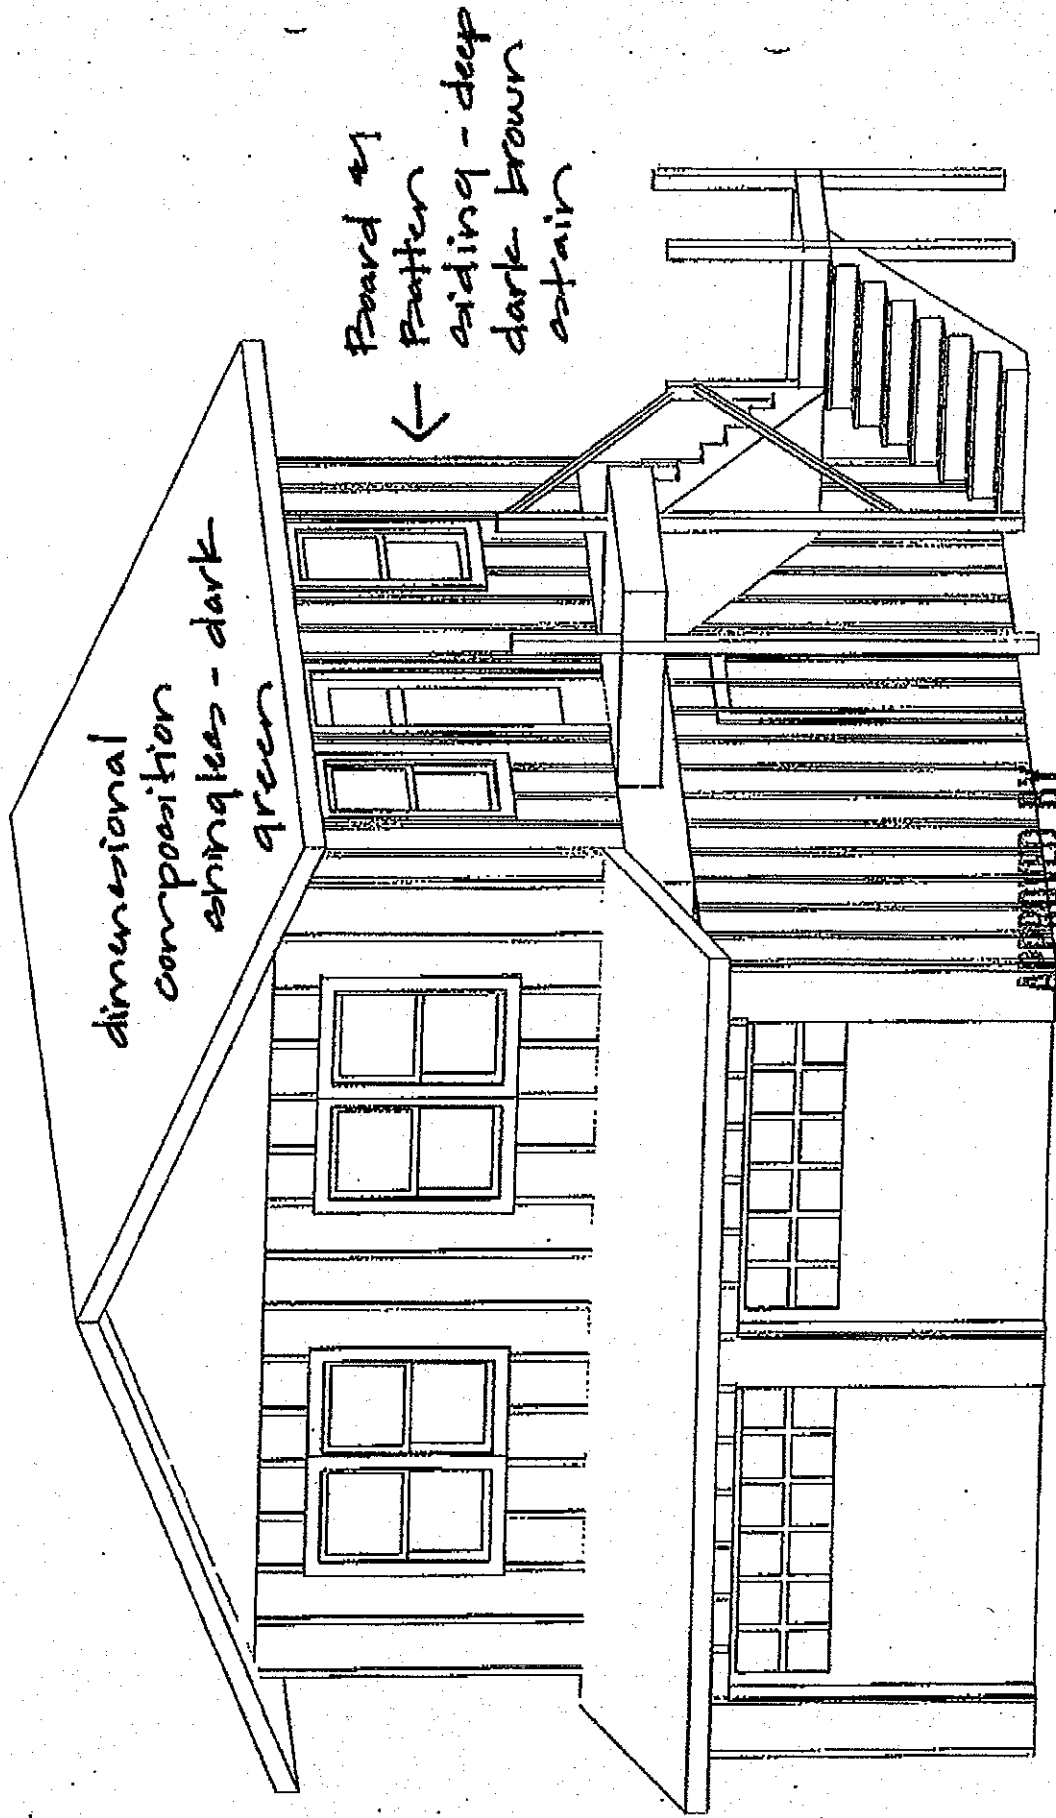 dimensional
composition
shingles - dark
green
Board &
Batten
siding - deep
dark brown
stain